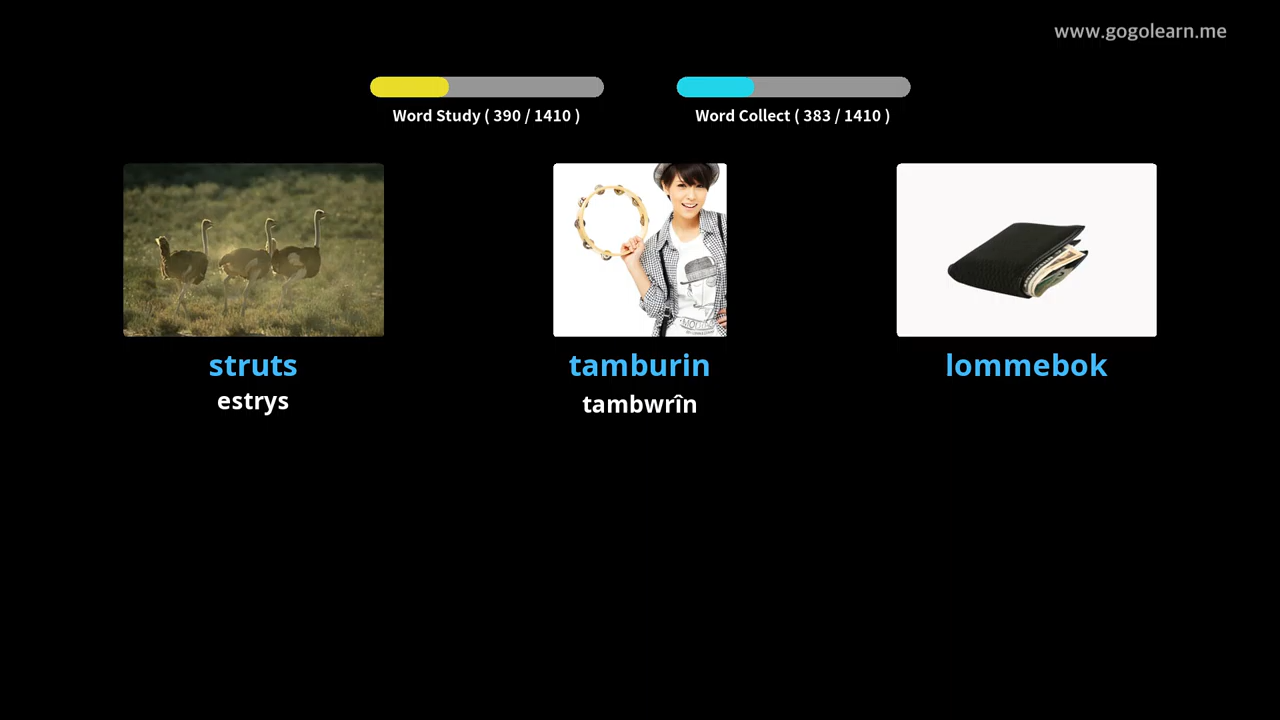 www.gogolearn.me
Word Study ( 390 / 1410 )
Word Collect ( 383 / 1410 )
struts
tamburin
lommebok
estrys
tambwrîn